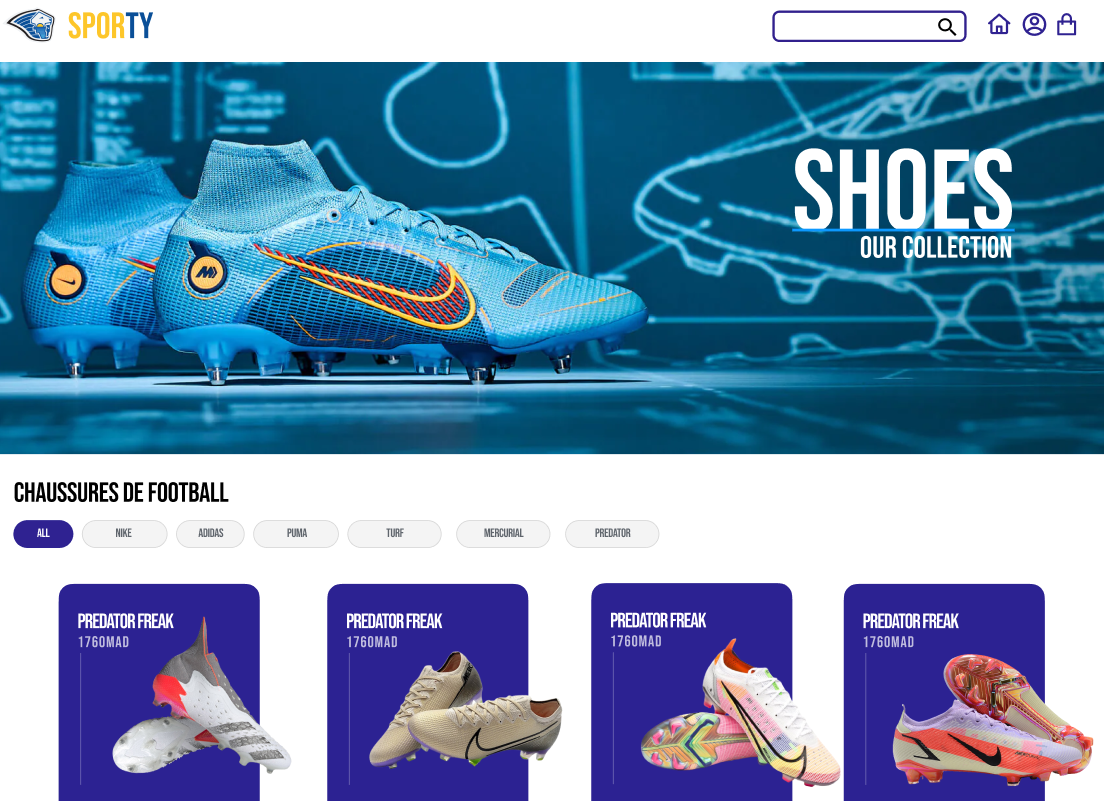 SPORTY
SHOES
OUR COLLECTION
CHAUSSURES DE FOOTBALL
ALL
NIKE
ADIDAS
PUMA
TURF
MERCURIAL
PREDATOR
PREDATOR FREAK
1760MAD
PREDATOR FREAK
1760MAD
PREDATOR FREAK
1760MAD
PREDATOR FREAK
1760MAD